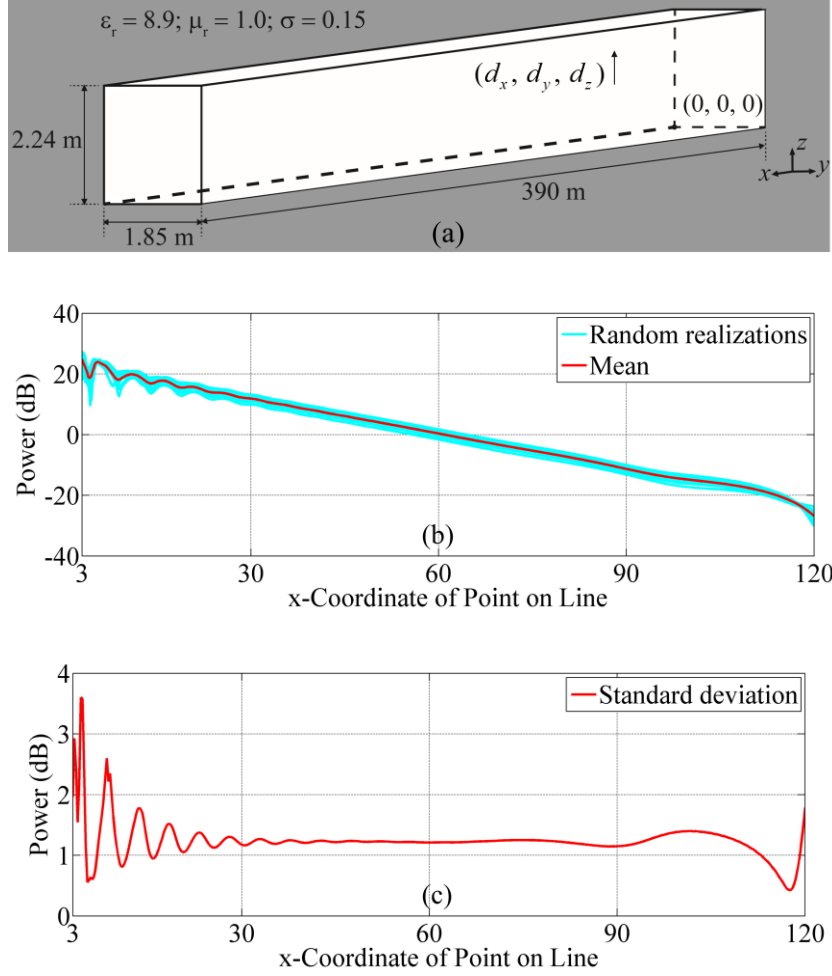 εr = 8.9; μr = 1.0; σ = 0.15
(dx, dy, dz)
(0, 0, 0)
2.24 m
z
x
y
390 m
1.85 m
(a)
40
20
0
-20
-40
Power (dB)
Random realizations
Mean
(b)
3
30
60
90
120
x-Coordinate of Point on Line
4
3
2
1
0
Power (dB)
Standard deviation
(c)
3
30
60
90
120
x-Coordinate of Point on Line